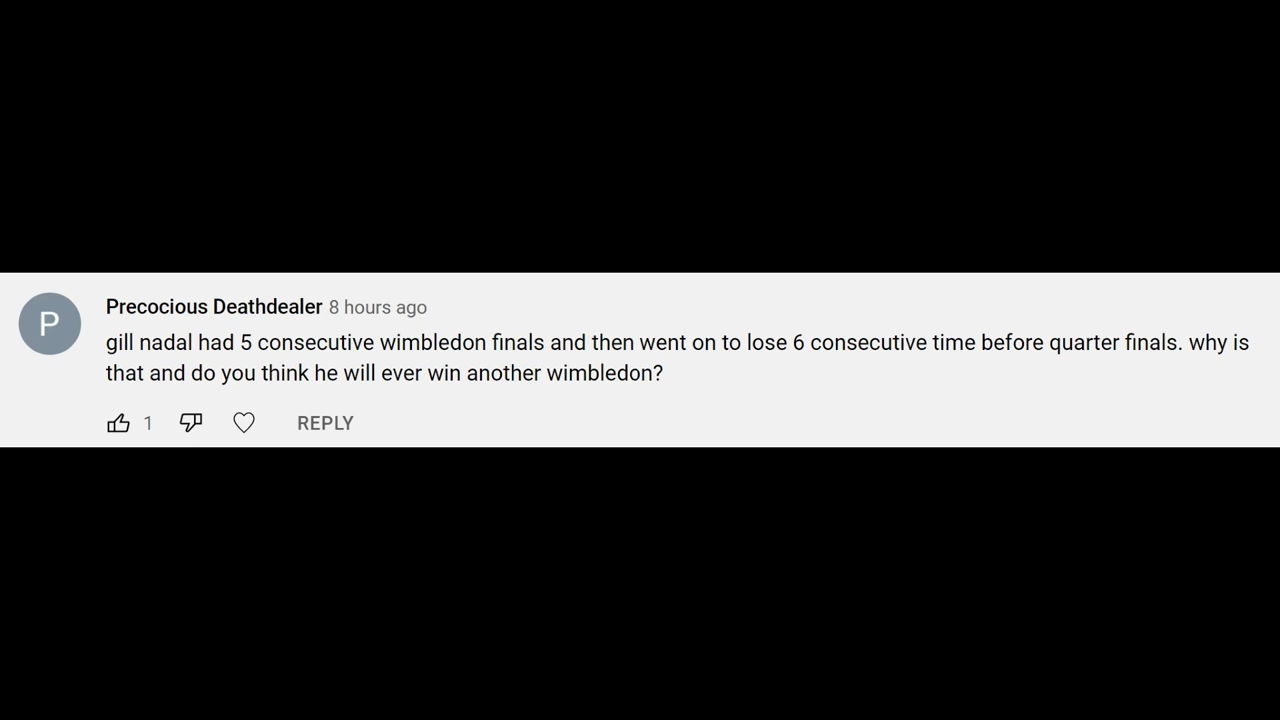 P
Precocious Deathdealer 8 hours ago
gill nadal had 5 consecutive wimbledon finals and then went on to lose 6 consecutive time before quarter finals. why is
that and do you think he will ever win another wimbledon?
1 REPLY